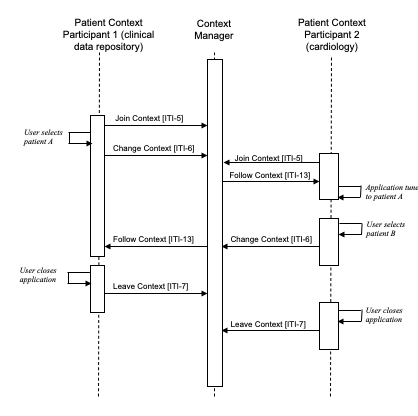 Patient Context
Participant 1 (clinical
data repository)
Context
Manager
Patient Context
Participant 2
(cardiology)
Join Context [ITI-5]
User selects
patient A
Change Context [ITI-6]
Join Context [ITI-5]
Follow Context [ITI-13]
Application tune
to patient A
User selects
patient B
Follow Context [ITI-13]
Change Context [ITI-6]
User closes
application
Leave Context [ITI-7]
User closes
application
Leave Context [ITI-7]